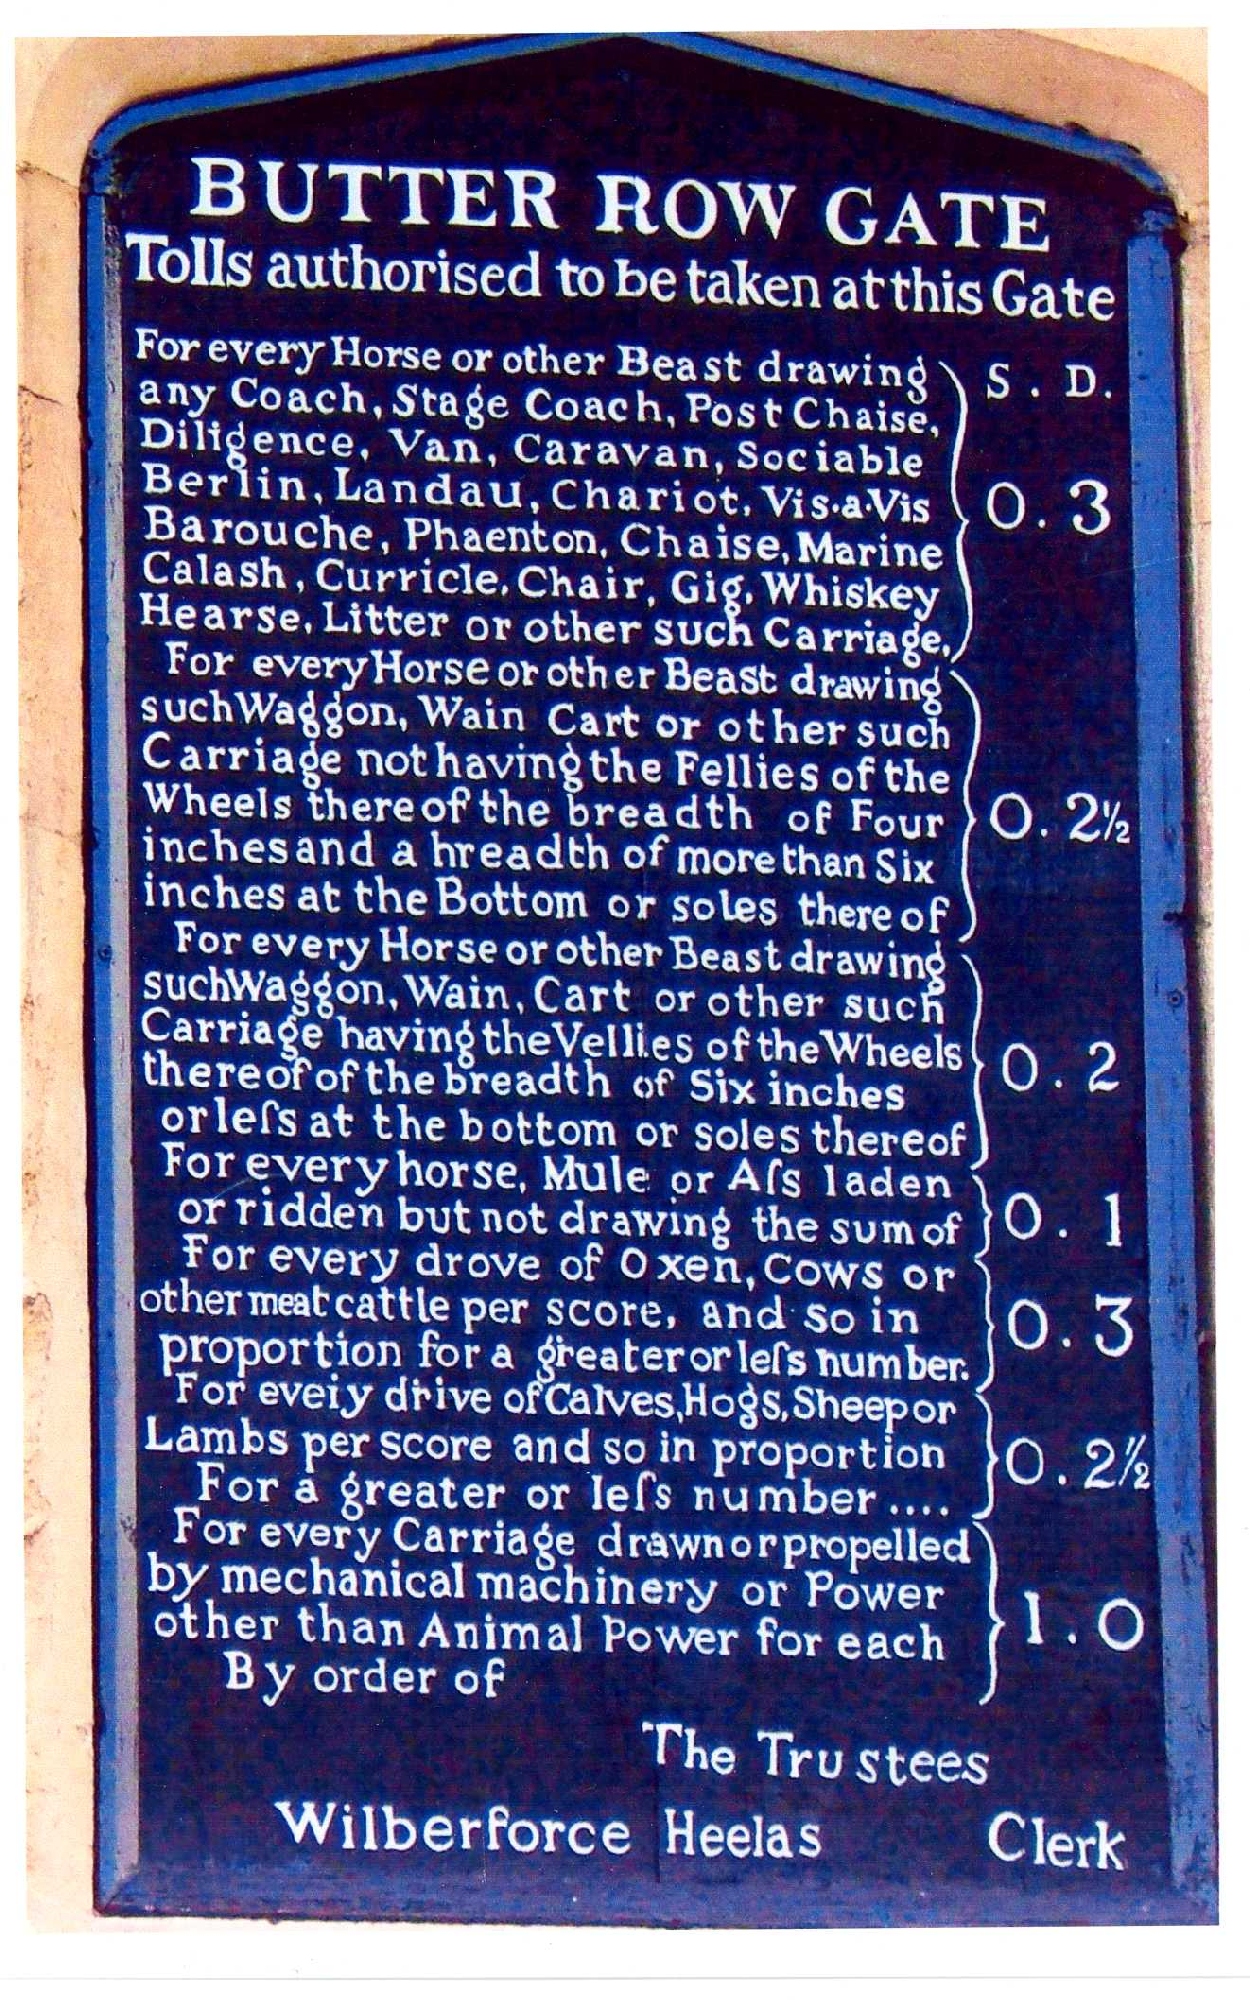 BUTTER ROW GATE
Tolls authorised to be taken at this Gate
For every Horse or other Beast drawing S . D.
any Coach, Stage Coach, Post Chaise,
Diligence, Van, Caravan, Sociable
Berlin, Landau, Chariot, Vis·a·Vis 0. 3
Barouche, Phaenton, Chaise, Marine
Calash, Curricle, Chair, Gig, Whiskey
Hearse, Litter or other such Carriage,
For every Horse or other Beast drawing
such Waggon, Wain Cart or other such
Carriage not having the Fellies of the
Wheels there of the breadth of Four 0. 2½
inches and a hreadth of more than Six
inches at the Bottom or soles there of
For every Horse or other Beast drawing
such Waggon, Wain, Cart or other such
Carriage having the Vellies of the Wheels 0. 2
thereof of the breadth of Six inches
or leſs at the bottom or soles thereof
For every horse, Mule or Aſs laden
or ridden but not drawing the sum of 0. 1
For every drove of Oxen, Cows or
other meat cattle per score, and so in 0. 3
proportion for a greater or leſs number.
For eveiy drive of Calves, Hogs, Sheep or
Lambs per score and so in proportion 0. 2½
For a greater or leſs number ....
For every Carriage drawn or propelled
by mechanical machinery or Power
other than Animal Power for each 1. 0
By order of
The Trustees
Wilberforce Heelas Clerk